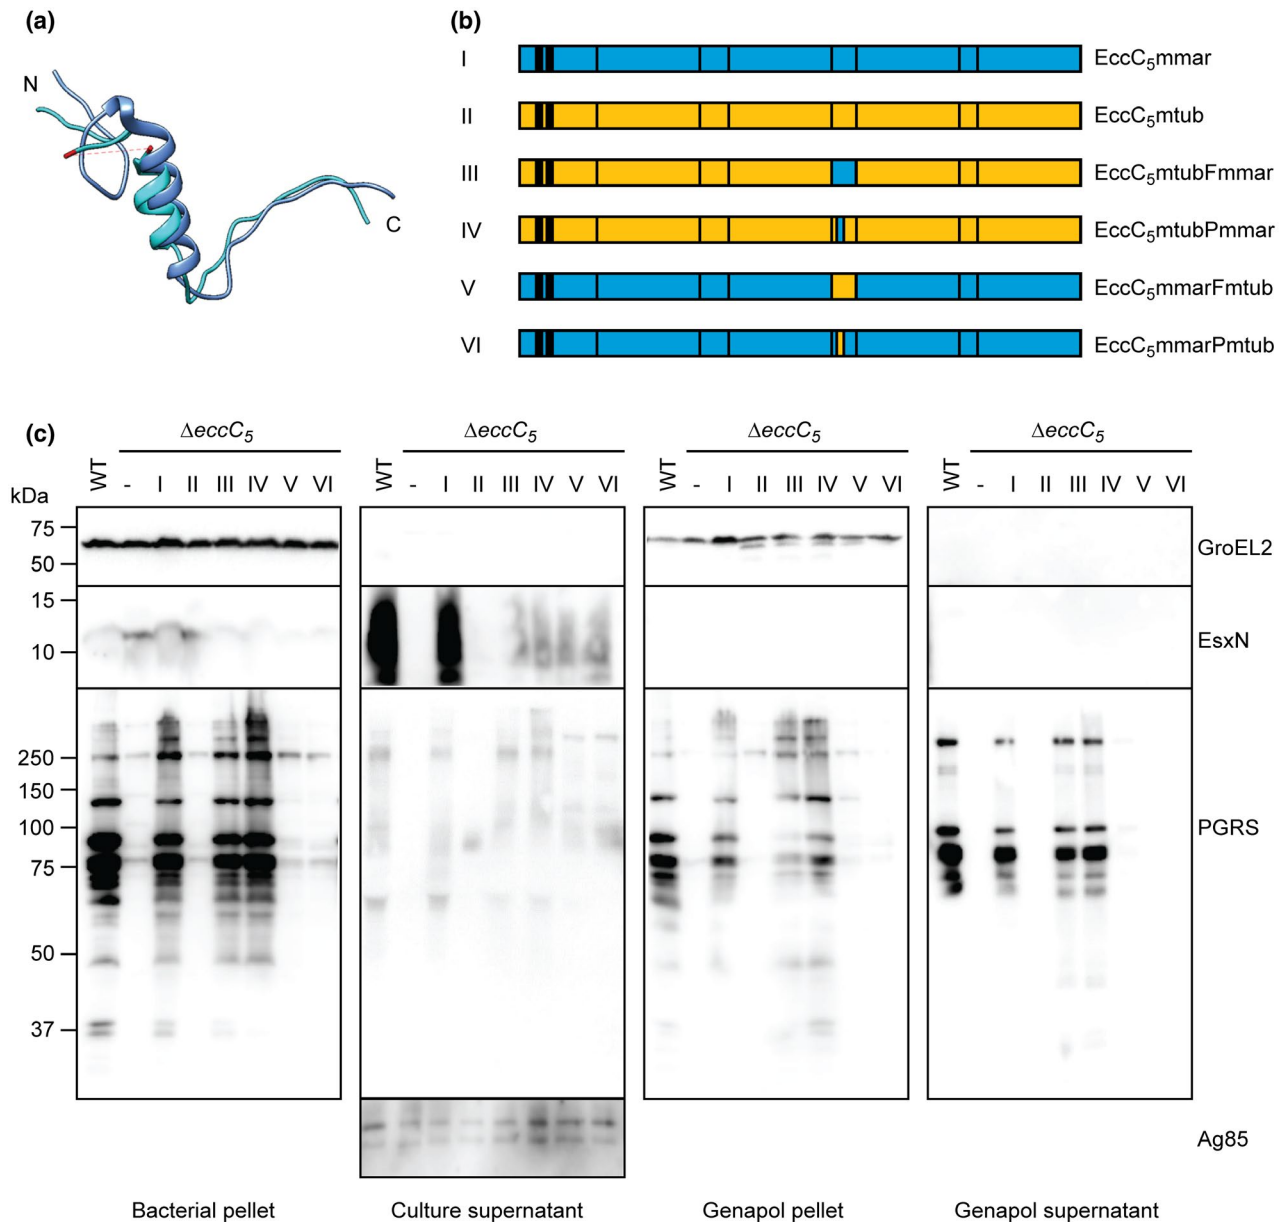 (a)
N
C
(b)
I EccC5mmar
II EccC5mtub
III EccC5mtubFmmar
IV EccC5mtubPmmar
V EccC5mmarFmtub
VI EccC5mmarPmtub
(c)
ΔeccC5 ΔeccC5 ΔeccC5 ΔeccC5
kDa WT - I II III IV V VI WT - I II III IV V VI WT - I II III IV V VI WT - I II III IV V VI
75
50
GroEL2
15
10
EsxN
250
150
100
75
50
37
PGRS
Ag85
Bacterial pellet Culture supernatant Genapol pellet Genapol supernatant